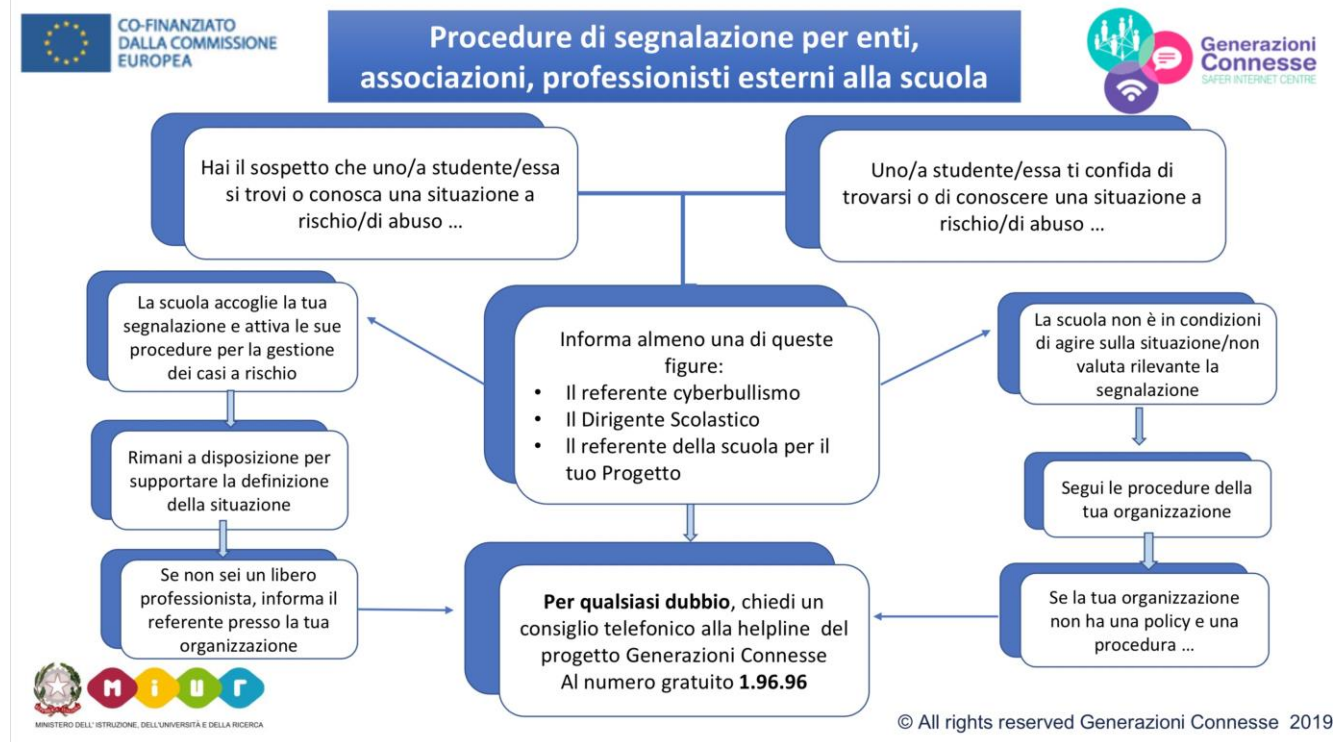 CO-FINANZIATO
DALLA COMMISSIONE
EUROPEA
Procedure di segnalazione per enti,
associazioni, professionisti esterni alla scuola
Generazioni
Connesse
SAFER INTERNET CENTRE
Hai il sospetto che uno/a studente/essa
si trovi o conosca una situazione a
rischio/di abuso ...
Uno/a studente/essa ti confida di
trovarsi o di conoscere una situazione a
rischio/di abuso ...
La scuola accoglie la tua
segnalazione e attiva le sue
procedure per la gestione
dei casi a rischio
Informa almeno una di queste
figure:
• Il referente cyberbullismo
• Il Dirigente Scolastico
• Il referente della scuola per il
tuo Progetto
La scuola non è in condizioni
di agire sulla situazione/non
valuta rilevante la
segnalazione
Rimani a disposizione per
supportare la definizione
della situazione
Segui le procedure della
tua organizzazione
Se non sei un libero
professionista, informa il
referente presso la tua
organizzazione
Per qualsiasi dubbio, chiedi un
consiglio telefonico alla helpline del
progetto Generazioni Connesse
Al numero gratuito 1.96.96
Se la tua organizzazione
non ha una policy e una
procedura ...
MIUR
MINISTERO DELL' ISTRUZIONE, DELL'UNIVERSITÀ E DELLA RICERCA
© All rights reserved Generazioni Connesse 2019